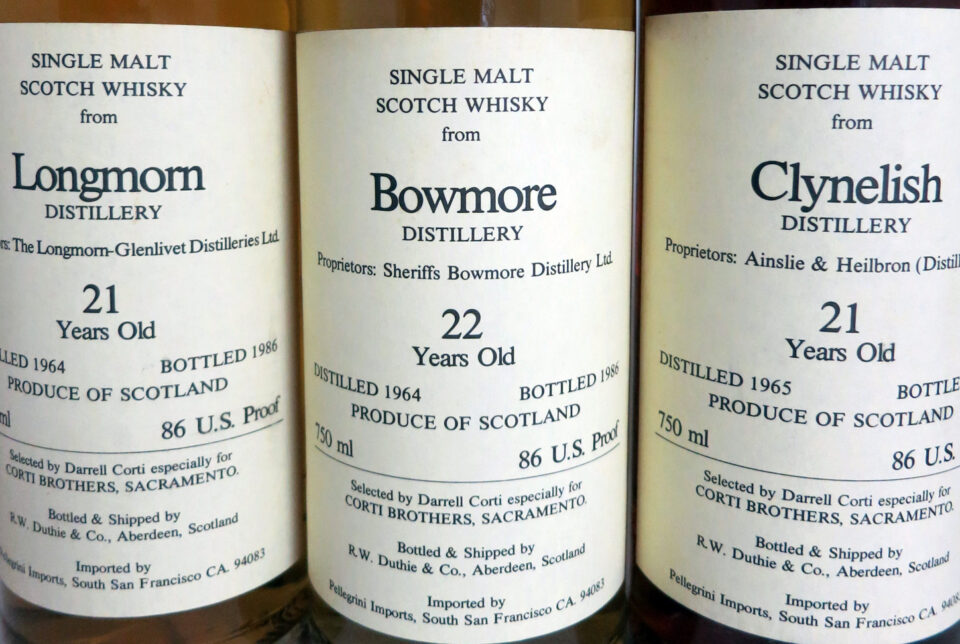 SINGLE MALT
SCOTCH WHISKY
from
Longmorn
DISTILLERY
The Longmorn-Glenlivet Distilleries Ltd.
21
Years Old
1964 BOTTLED 1986
PRODUCE OF SCOTLAND
ml 86 U.S. Proof
Selected by Darrell Corti especially for
CORTI BROTHERS, SACRAMENTO.
Bottled & Shipped by
R.W. Duthie & Co., Aberdeen, Scotland
Imported by
Imports, South San Francisco CA. 94083
SINGLE MALT
SCOTCH WHISKY
from
Bowmore
DISTILLERY
Proprietors: Sheriffs Bowmore Distillery Ltd.
22
Years Old
DISTILLED 1964 BOTTLED 1986
PRODUCE OF SCOTLAND
750 ml 86 U.S. Proof
Selected by Darrell Corti especially for
CORTI BROTHERS, SACRAMENTO.
Bottled & Shipped by
R.W. Duthie & Co., Aberdeen, Scotland
Imported by
Pellegrini Imports, South San Francisco CA. 94083
SINGLE MALT
SCOTCH WHISKY
from
Clynelish
DISTILLERY
Proprietors: Ainslie & Heilbron (Distil
21
Years Old
DISTILLED 1965 BOTTLE
PRODUCE OF SCOTLAND
750 ml 86 U.S.
Selected by Darrell Corti especially for
CORTI BROTHERS, SACRAMENTO.
Bottled & Shipped by
R.W. Duthie & Co., Aberdeen, Scotland
Imported by
Pellegrini Imports, South San Francisco CA.